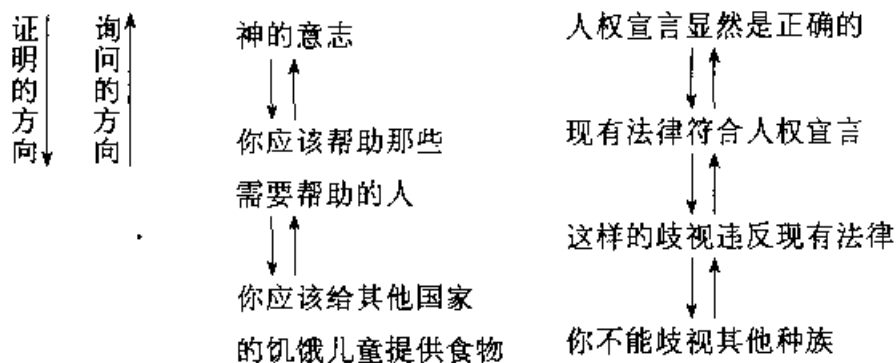 证明的方向
询问的方向
神的意志
你应该帮助那些
需要帮助的人
你应该给其他国家
的饥饿儿童提供食物
人权宣言显然是正确的
现有法律符合人权宣言
这样的歧视违反现有法律
你不能歧视其他种族